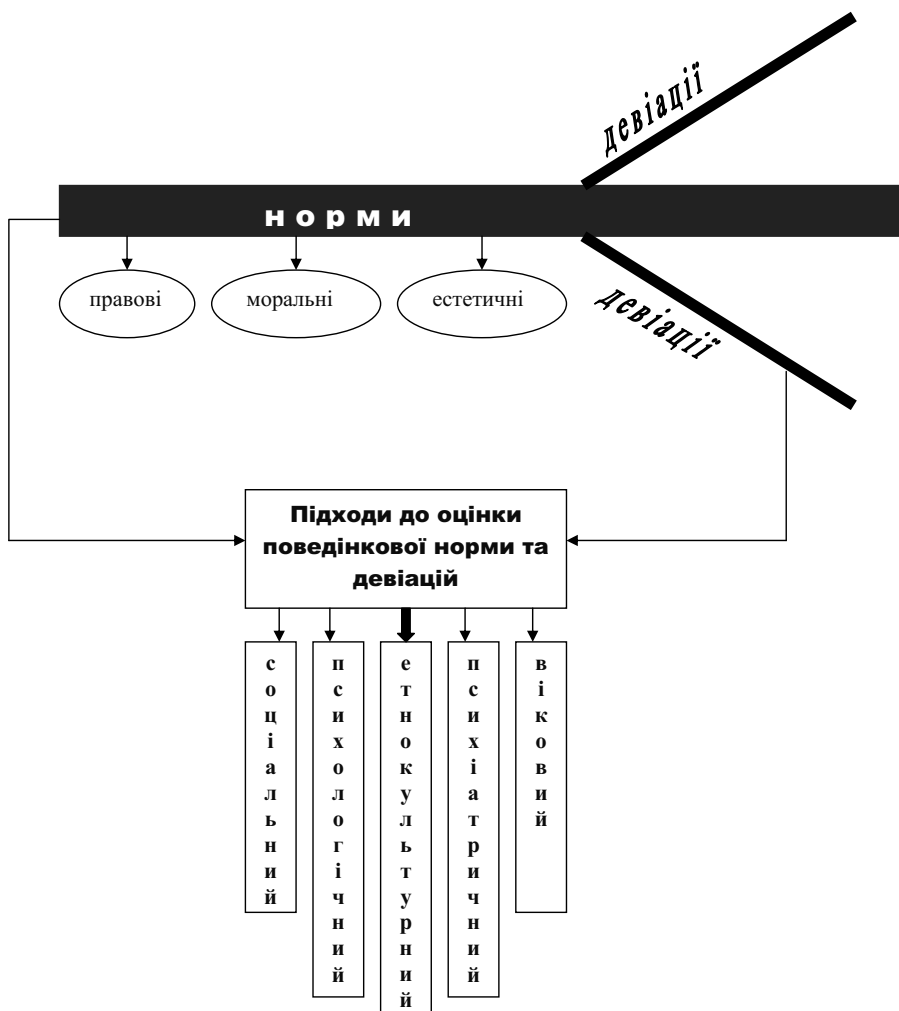 девіації
норми
правові
моральні
естетичні
девіації
Підходи до оцінки
поведінкової норми та
девіацій
соціальний
психологічний
етнокультурний
психіатричний
віковий